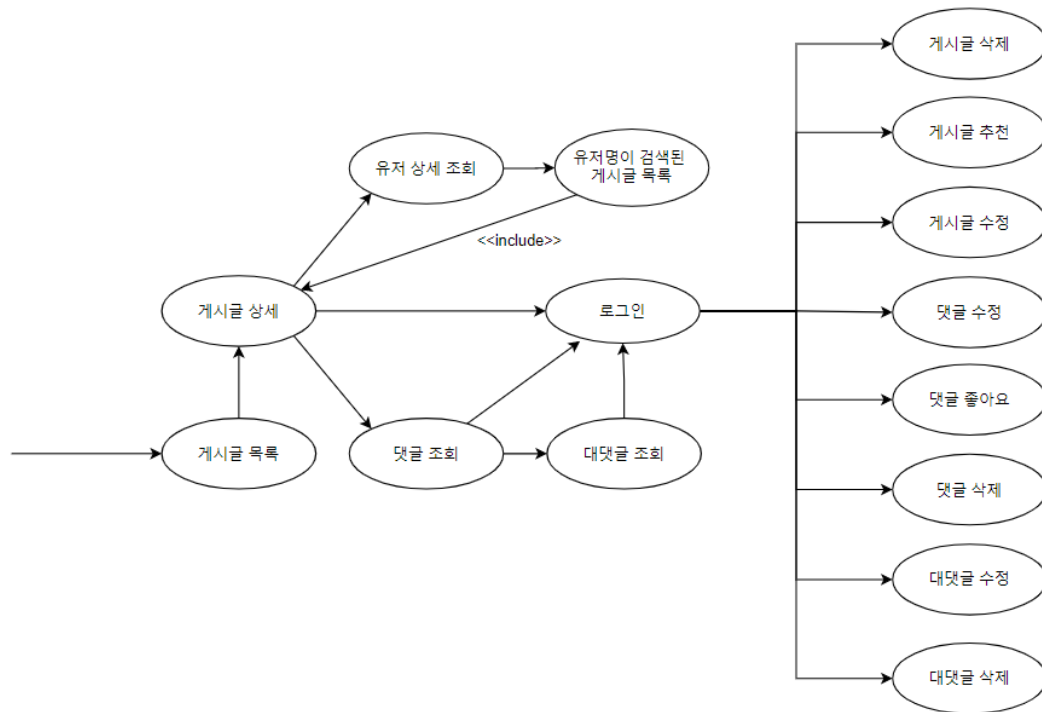 게시글 삭제
게시글 추천
유저 상세 조회
유저명이 검색된
게시글 목록
게시글 수정
<<include>>
게시글 상세
로그인
댓글 수정
댓글 좋아요
게시글 목록
댓글 조회
대댓글 조회
댓글 삭제
대댓글 수정
대댓글 삭제